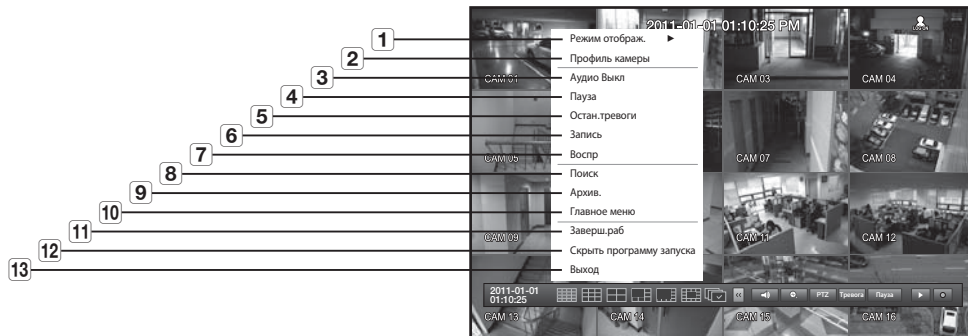 2011-01-01 01:10:25 PM
LOG ON
1 Режим отображ. ►
2 Профиль камеры
3 Аудио Выкл
4 Пауза
5 Остан.тревоги
6 Запись
7 Воспр
8 Поиск
9 Архив.
10 Главное меню
11 Заверш.раб
12 Скрыть программу запуска
13 Выход
CAM 01
CAM 03
CAM 04
CAM 05
CAM 07
CAM 08
CAM 09
CAM 11
CAM 12
2011-01-01
01:10:25
PTZ
Тревога
Пауза
CAM 13
CAM 14
CAM 15
CAM 16